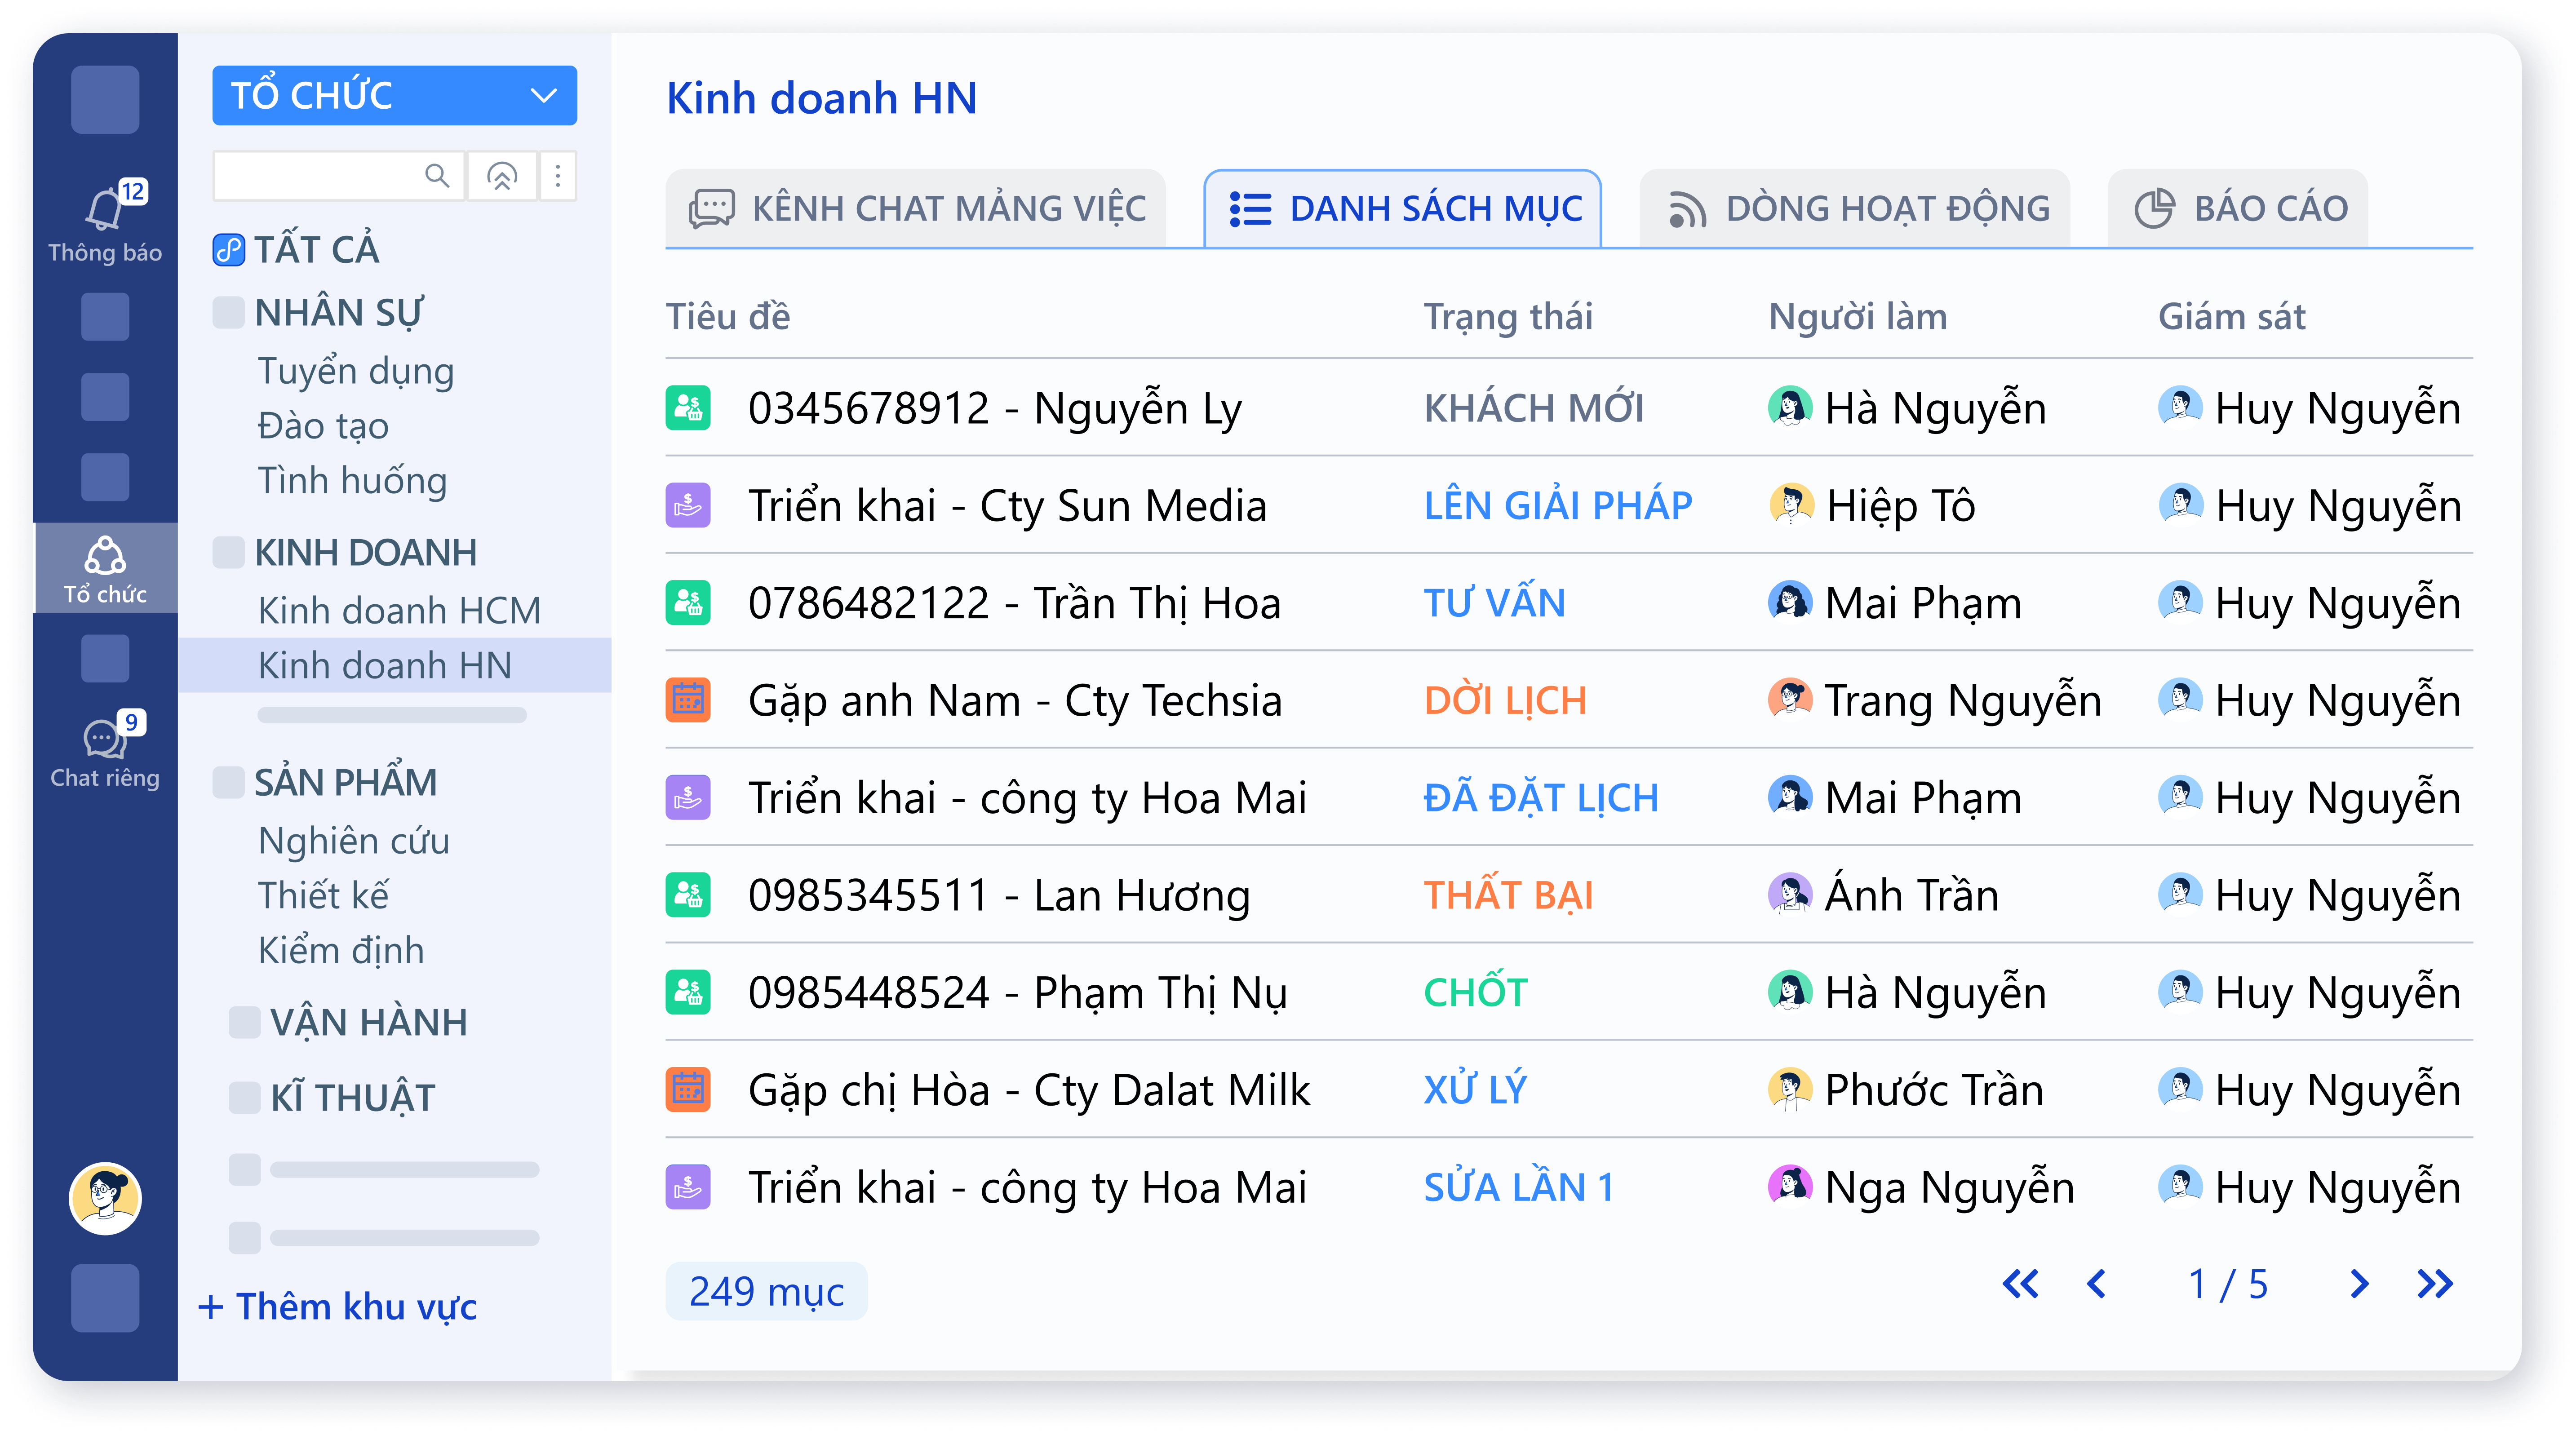 12
Thông báo
Tổ chức
9
Chat riêng
TỔ CHỨC
TẤT CẢ
NHÂN SỰ
Tuyển dụng
Đào tạo
Tình huống
KINH DOANH
Kinh doanh HCM
Kinh doanh HN
SẢN PHẨM
Nghiên cứu
Thiết kế
Kiểm định
VẬN HÀNH
KĨ THUẬT
+ Thêm khu vực
Kinh doanh HN
KÊNH CHAT MẢNG VIỆC DANH SÁCH MỤC DÒNG HOẠT ĐỘNG BÁO CÁO
Tiêu đề Trạng thái Người làm Giám sát
0345678912 - Nguyễn Ly KHÁCH MỚI Hà Nguyễn Huy Nguyễn
Triển khai - Cty Sun Media LÊN GIẢI PHÁP Hiệp Tô Huy Nguyễn
0786482122 - Trần Thị Hoa TƯ VẤN Mai Phạm Huy Nguyễn
Gặp anh Nam - Cty Techsia DỜI LỊCH Trang Nguyễn Huy Nguyễn
Triển khai - công ty Hoa Mai ĐÃ ĐẶT LỊCH Mai Phạm Huy Nguyễn
0985345511 - Lan Hương THẤT BẠI Ánh Trần Huy Nguyễn
0985448524 - Phạm Thị Nụ CHỐT Hà Nguyễn Huy Nguyễn
Gặp chị Hòa - Cty Dalat Milk XỬ LÝ Phước Trần Huy Nguyễn
Triển khai - công ty Hoa Mai SỬA LẦN 1 Nga Nguyễn Huy Nguyễn
249 mục 1 / 5